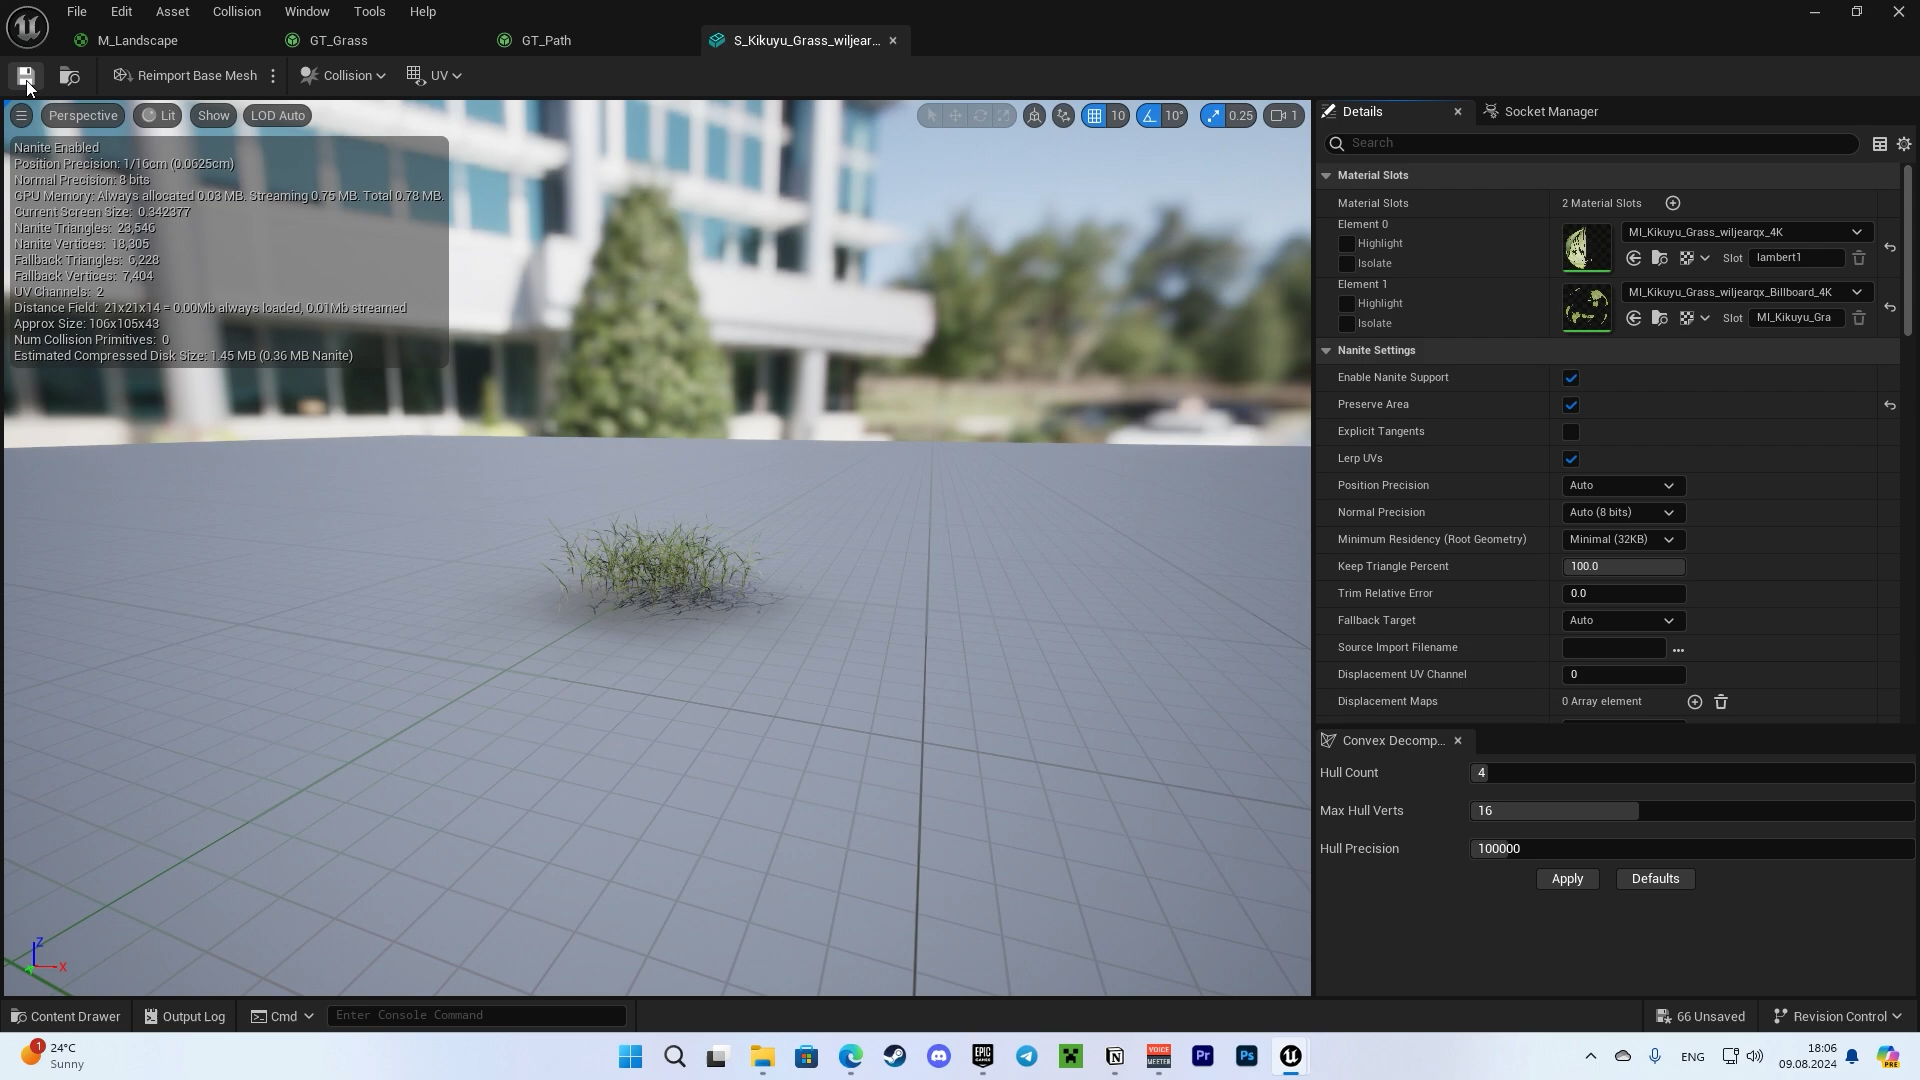 File Edit Asset Collision Window Tools Help
M_Landscape GT_Grass GT_Path S_Kikuyu_Grass_wiljear...
Reimport Base Mesh Collision UV
Perspective Lit Show LOD Auto 10 10° 0.25 1
Nanite Enabled
Position Precision: 1/16cm (0.0625cm)
Normal Precision: 8 bits
GPU Memory: Always allocated 0.03 MB. Streaming 0.75 MB. Total 0.78 MB.
Current Screen Size: 0.342377
Nanite Triangles: 23,546
Nanite Vertices: 18,305
Fallback Triangles: 6,228
Fallback Vertices: 7,404
UV Channels: 2
Distance Field: 21x21x14 = 0.00Mb always loaded, 0.01Mb streamed
Approx Size: 106x105x43
Num Collision Primitives: 0
Estimated Compressed Disk Size: 1.45 MB (0.36 MB Nanite)
Z
X
Details Socket Manager
Search
Material Slots
Material Slots 2 Material Slots
Element 0
Highlight
Isolate
MI_Kikuyu_Grass_wiljearqx_4K
Slot lambert1
Element 1
Highlight
Isolate
MI_Kikuyu_Grass_wiljearqx_Billboard_4K
Slot MI_Kikuyu_Gra
Nanite Settings
Enable Nanite Support
Preserve Area
Explicit Tangents
Lerp UVs
Position Precision Auto
Normal Precision Auto (8 bits)
Minimum Residency (Root Geometry) Minimal (32KB)
Keep Triangle Percent 100.0
Trim Relative Error 0.0
Fallback Target Auto
Source Import Filename ...
Displacement UV Channel 0
Displacement Maps 0 Array element
Convex Decomp...
Hull Count 4
Max Hull Verts 16
Hull Precision 100000
Apply Defaults
Content Drawer Output Log Cmd Enter Console Command 66 Unsaved Revision Control
1
24°C
Sunny
EPIC GAMES
VOICE MEETER
Pr
Ps
ENG
18:06
09.08.2024
PRE